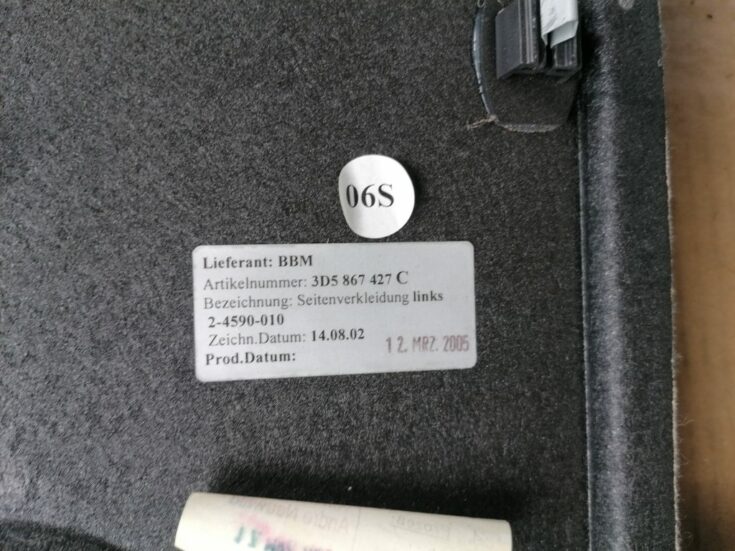 06S
Lieferant: BBM
Artikelnummer: 3D5 867 427 C
Bezeichnung: Seitenverkleidung links
2-4590-010
Zeichn.Datum: 14.08.02
12. MRZ. 2005
Prod.Datum: